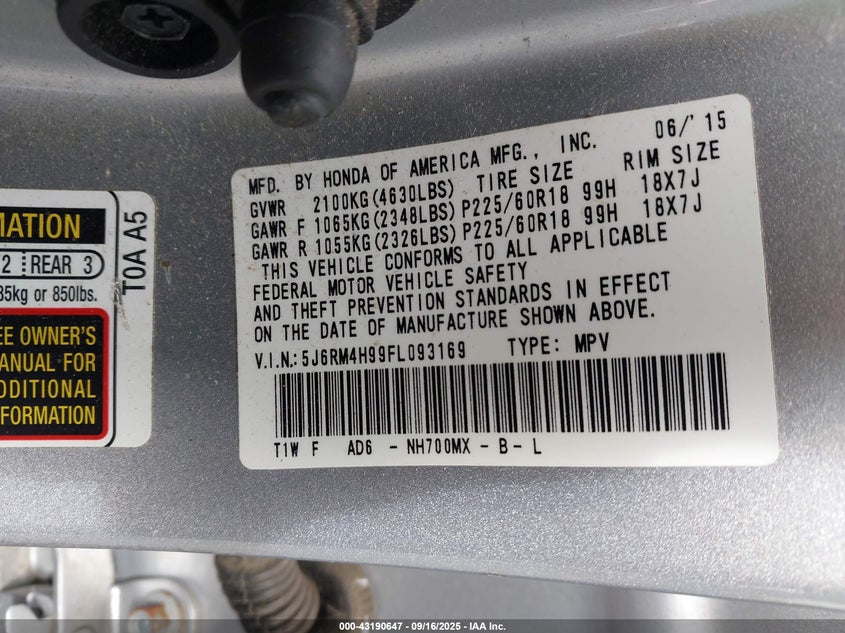 MATION
2 REAR 3
85kg or 850lbs.
EE OWNER'S
ANUAL FOR
DDITIONAL
FORMATION
T0A A5
MFD. BY HONDA OF AMERICA MFG., INC. 06/'15
GVWR 2100KG(4630LBS) TIRE SIZE RIM SIZE
GAWR F 1065KG(2348LBS) P225/60R18 99H 18X7J
GAWR R 1055KG(2326LBS) P225/60R18 99H 18X7J
THIS VEHICLE CONFORMS TO ALL APPLICABLE
FEDERAL MOTOR VEHICLE SAFETY
AND THEFT PREVENTION STANDARDS IN EFFECT
ON THE DATE OF MANUFACTURE SHOWN ABOVE.
V.I.N.: 5J6RM4H99FL093169 TYPE: MPV
T1W F AD6 - NH700MX - B - L
000-43190647 - 09/16/2025 - IAA Inc.